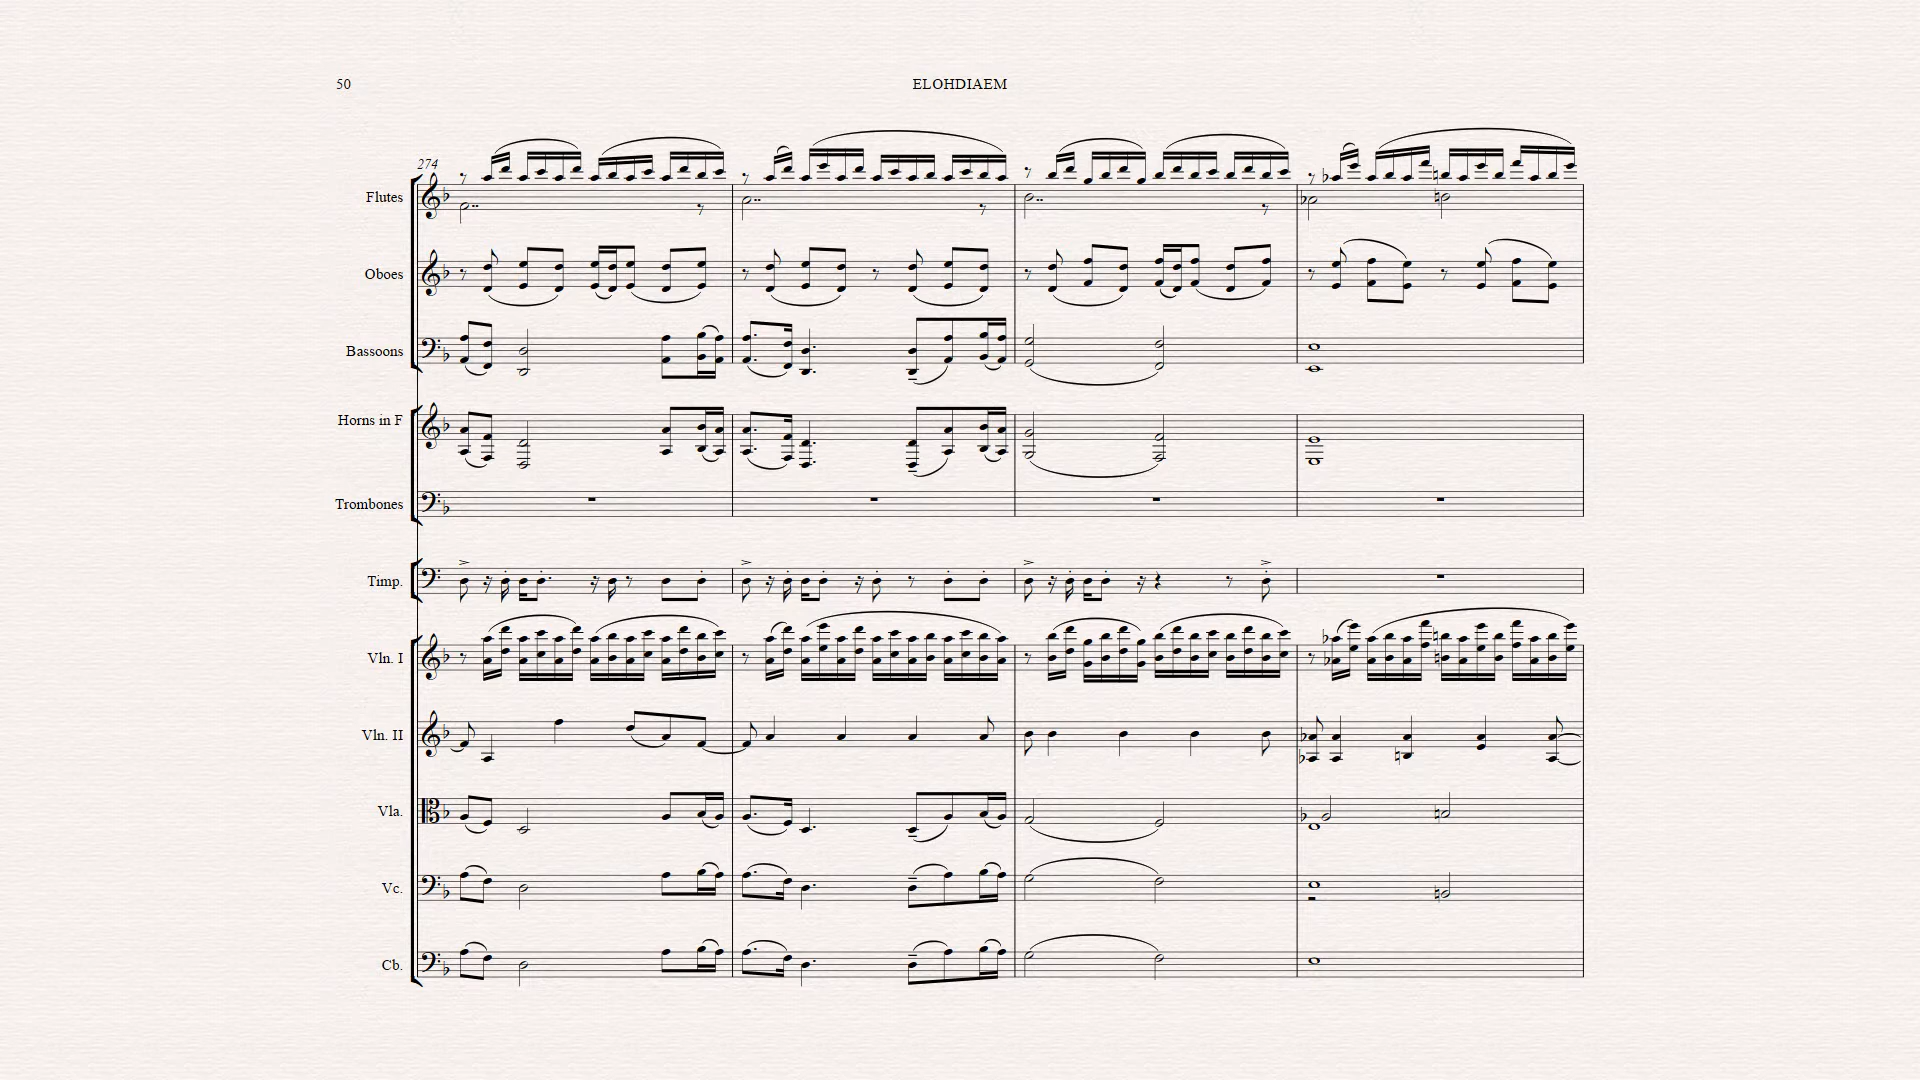 50
ELOHDIAEM
274
Flutes
Oboes
Bassoons
Horns in F
Trombones
Timp.
Vln. I
Vln. II
Vla.
Vc.
Cb.